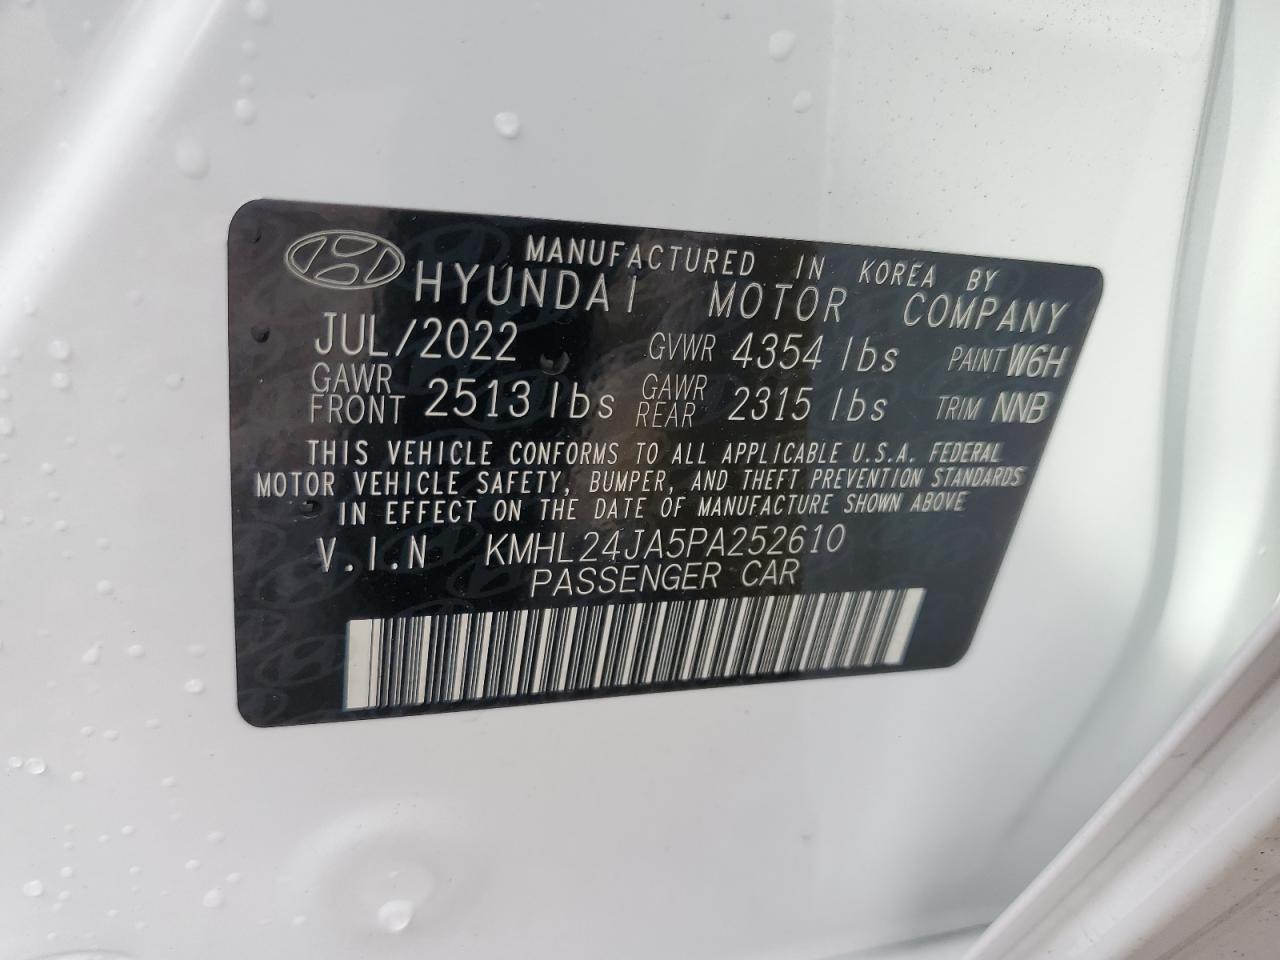 MANUFACTURED IN KOREA BY
HYUNDAI MOTOR COMPANY
JUL/2022 GVWR 4354 lbs PAINT W6H
GAWR FRONT 2513 lbs GAWR REAR 2315 lbs TRIM NNB
THIS VEHICLE CONFORMS TO ALL APPLICABLE U.S.A. FEDERAL
MOTOR VEHICLE SAFETY, BUMPER, AND THEFT PREVENTION STANDARDS
IN EFFECT ON THE DATE OF MANUFACTURE SHOWN ABOVE
V.I.N KMHL24JA5PA252610
PASSENGER CAR